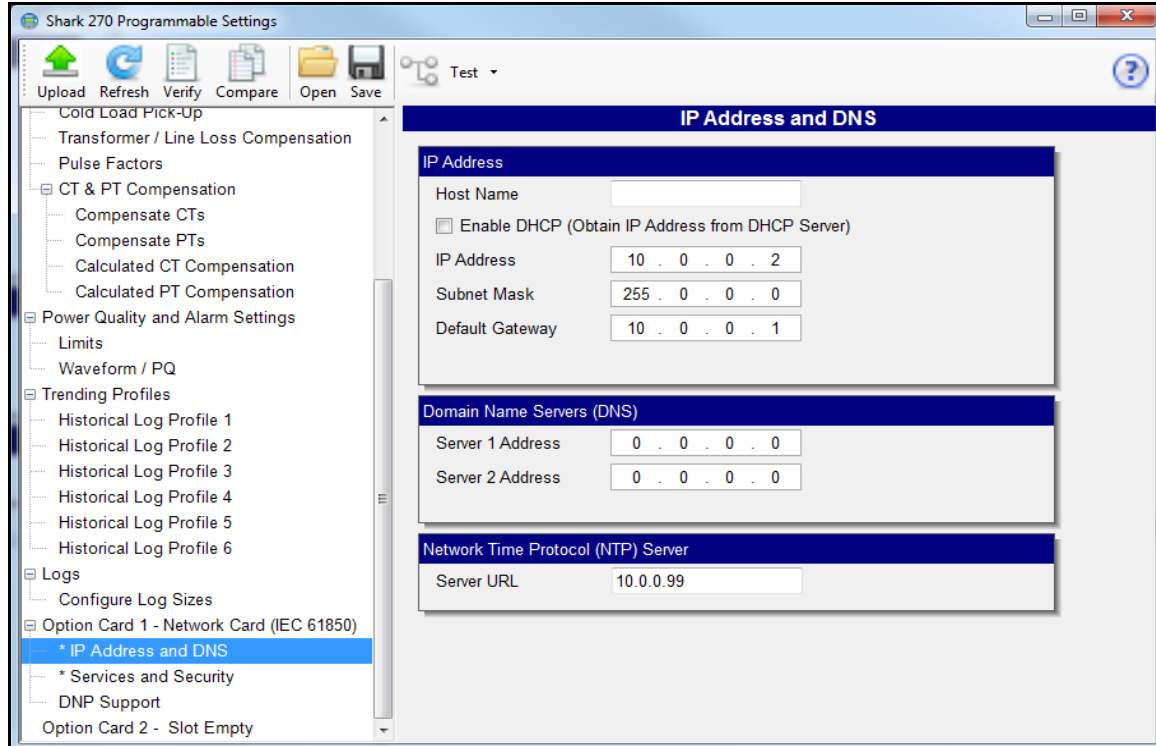 Shark 270 Programmable Settings
Upload Refresh Verify Compare Open Save Test
Cold Load Pick-Up
Transformer / Line Loss Compensation
Pulse Factors
CT & PT Compensation
Compensate CTs
Compensate PTs
Calculated CT Compensation
Calculated PT Compensation
Power Quality and Alarm Settings
Limits
Waveform / PQ
Trending Profiles
Historical Log Profile 1
Historical Log Profile 2
Historical Log Profile 3
Historical Log Profile 4
Historical Log Profile 5
Historical Log Profile 6
Logs
Configure Log Sizes
Option Card 1 - Network Card (IEC 61850)
* IP Address and DNS
* Services and Security
DNP Support
Option Card 2 - Slot Empty
IP Address and DNS
IP Address
Host Name
Enable DHCP (Obtain IP Address from DHCP Server)
IP Address 10 . 0 . 0 . 2
Subnet Mask 255 . 0 . 0 . 0
Default Gateway 10 . 0 . 0 . 1
Domain Name Servers (DNS)
Server 1 Address 0 . 0 . 0 . 0
Server 2 Address 0 . 0 . 0 . 0
Network Time Protocol (NTP) Server
Server URL 10.0.0.99